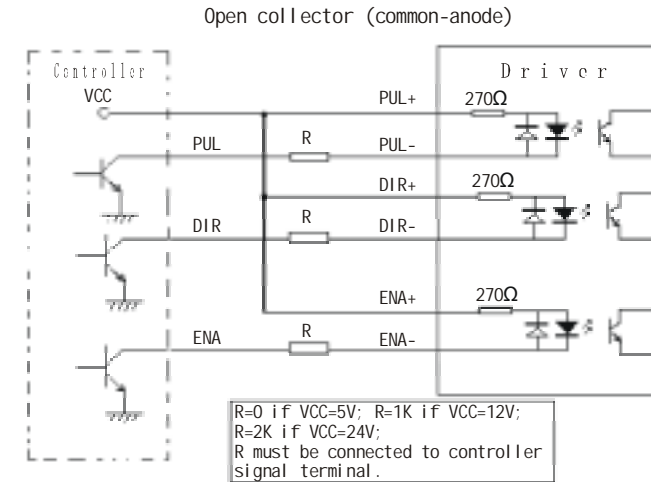 Open collector (common-anode)
Controller
Driver
VCC
PUL+
270Ω
PUL
R
PUL-
DIR+
270Ω
DIR
R
DIR-
ENA+
270Ω
ENA
R
ENA-
R=0 if VCC=5V; R=1K if VCC=12V;
R=2K if VCC=24V;
R must be connected to controller
signal terminal.